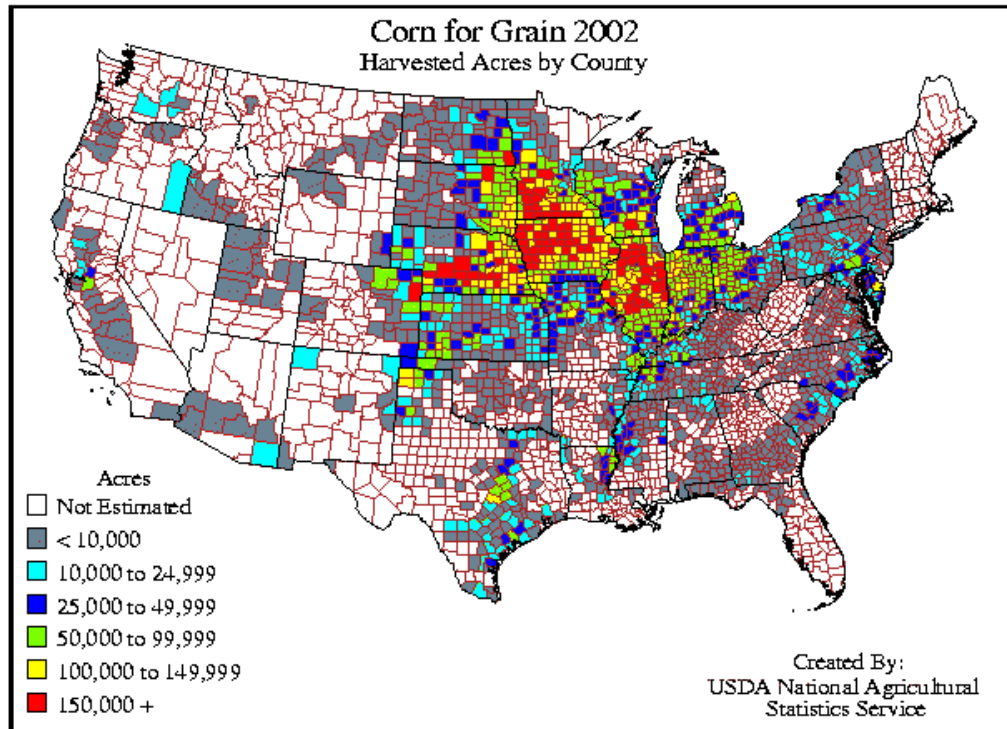 Corn for Grain 2002
Harvested Acres by County
Acres
Not Estimated
< 10,000
10,000 to 24,999
25,000 to 49,999
50,000 to 99,999
100,000 to 149,999
150,000 +
Created By:
USDA National Agricultural
Statistics Service